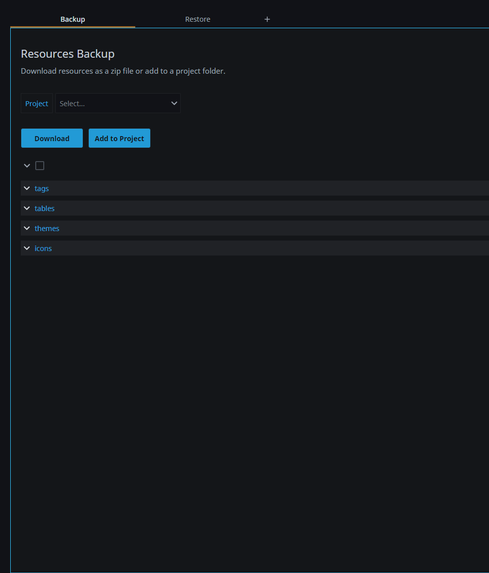 Backup Restore +
Resources Backup
Download resources as a zip file or add to a project folder.
Project Select...
Download Add to Project
tags
tables
themes
icons